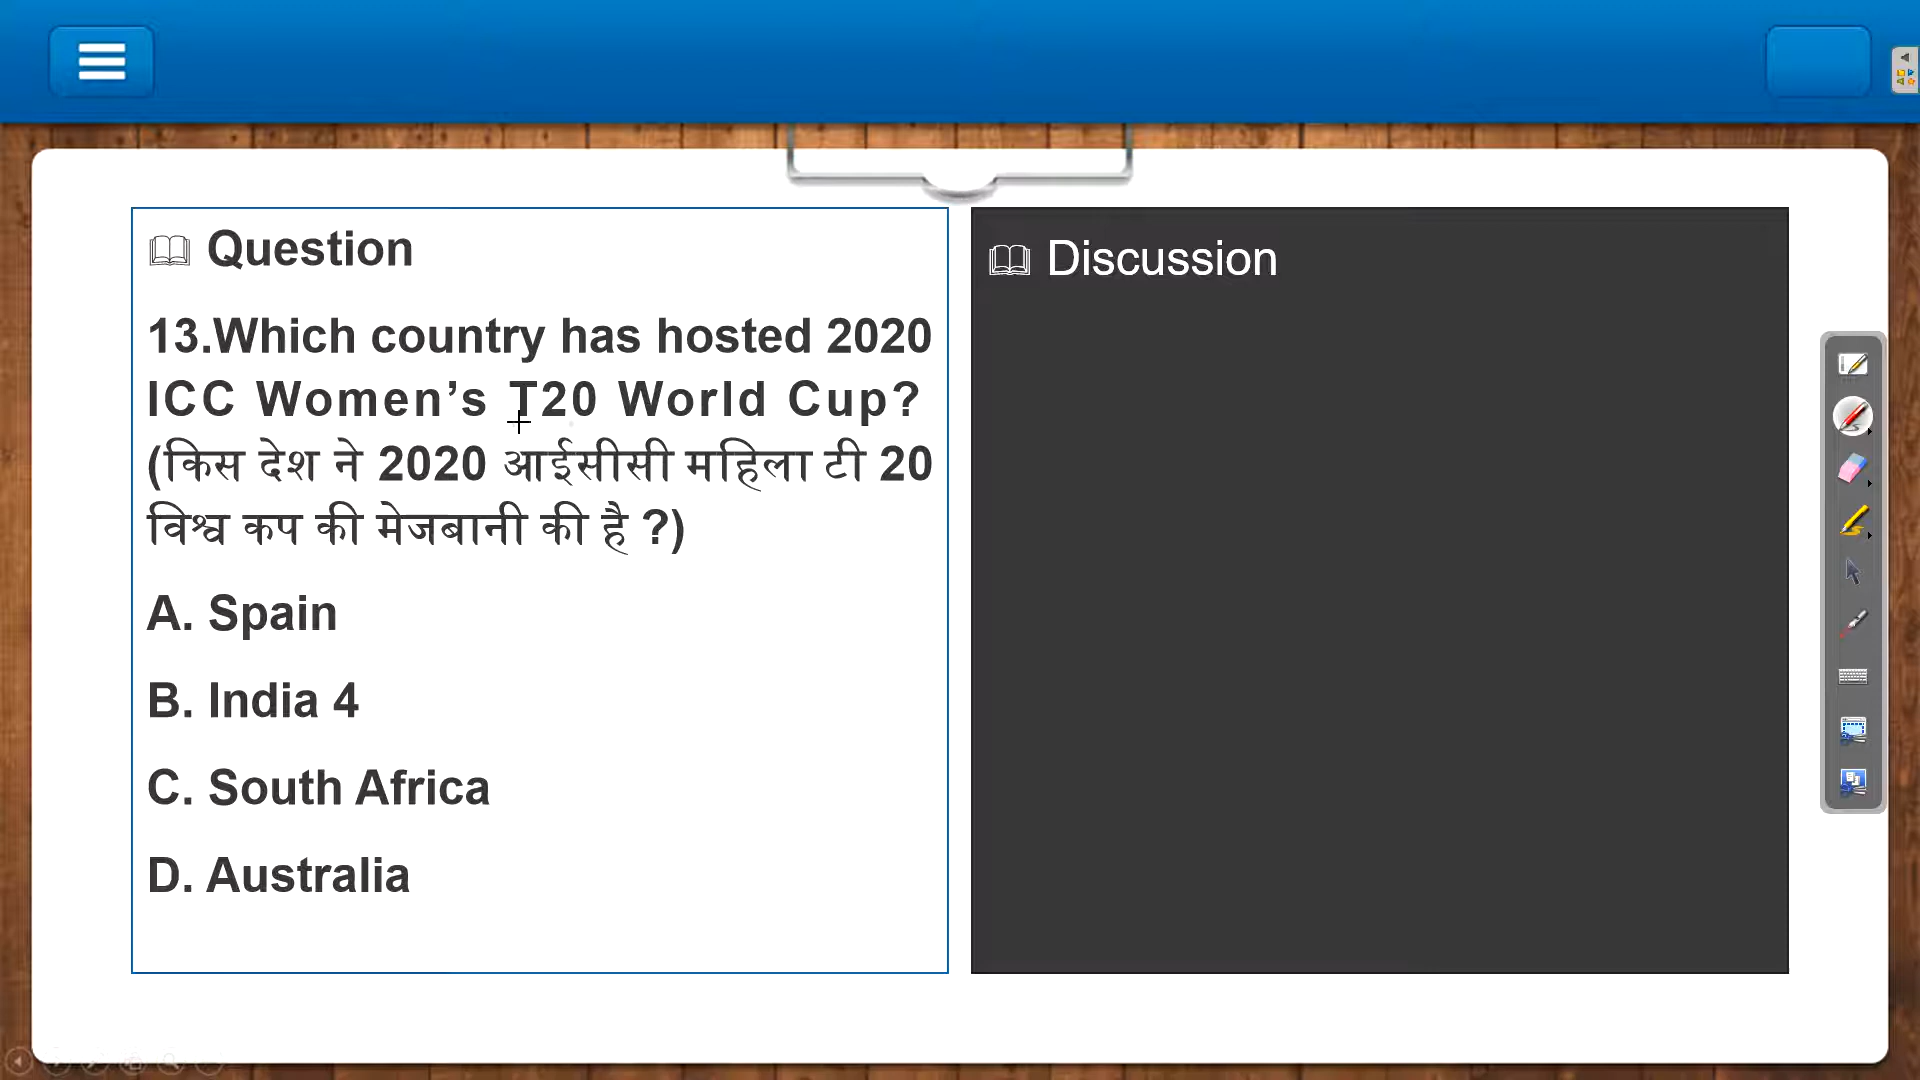 Question
13.Which country has hosted 2020
ICC Women’s T20 World Cup?
(किस देश ने 2020 आईसीसी महिला टी 20
विश्व कप की मेजबानी की है ?)
A. Spain
B. India 4
C. South Africa
D. Australia
Discussion